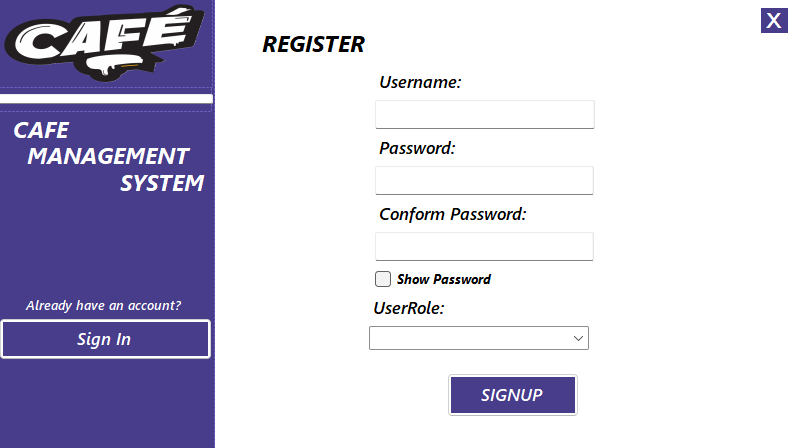 CAFÉ
CAFE
MANAGEMENT
SYSTEM
Already have an account?
Sign In
X
REGISTER
Username:
Password:
Conform Password:
Show Password
UserRole:
SIGNUP